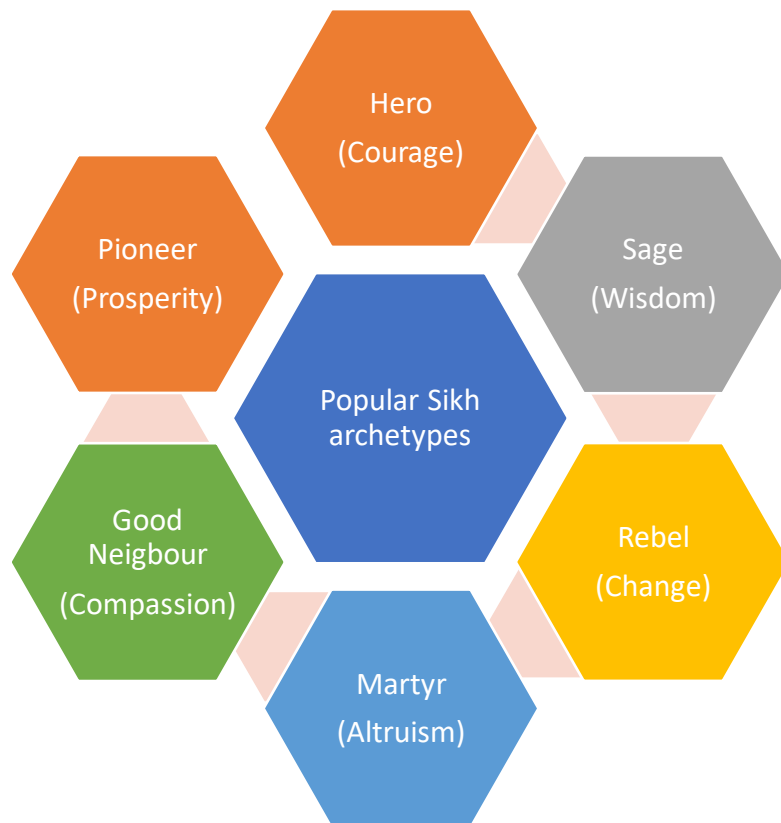 Hero
(Courage)
Pioneer
(Prosperity)
Sage
(Wisdom)
Popular Sikh
archetypes
Good
Neigbour
(Compassion)
Rebel
(Change)
Martyr
(Altruism)